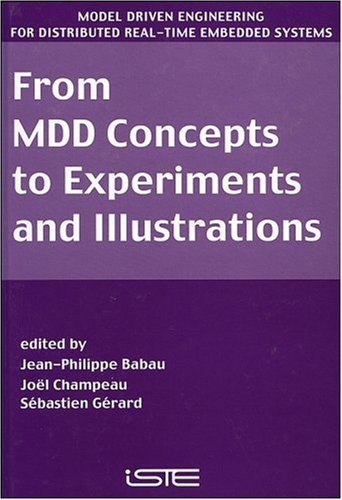 MODEL DRIVEN ENGINEERING
FOR DISTRIBUTED REAL-TIME EMBEDDED SYSTEMS
From
MDD Concepts
to Experiments
and Illustrations
edited by
Jean-Philippe Babau
Joël Champeau
Sébastien Gérard
iSTE